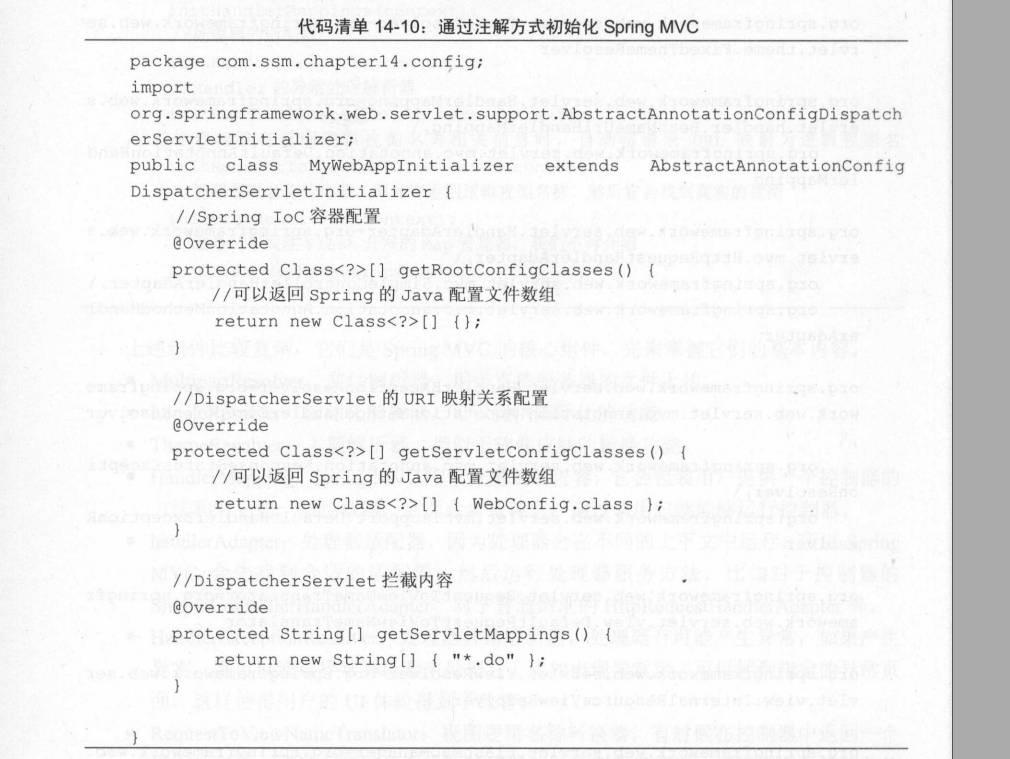 代码清单 14-10：通过注解方式初始化 Spring MVC
package com.ssm.chapter14.config;
import
org.springframework.web.servlet.support.AbstractAnnotationConfigDispatch
erServletInitializer;
public class MyWebAppInitializer extends AbstractAnnotationConfig
DispatcherServletInitializer {
//Spring IoC 容器配置
@Override
protected Class<?>[] getRootConfigClasses() {
//可以返回 Spring 的 Java 配置文件数组
return new Class<?>[] {};
}
//DispatcherServlet 的 URI 映射关系配置
@Override
protected Class<?>[] getServletConfigClasses() {
//可以返回 Spring 的 Java 配置文件数组
return new Class<?>[] { WebConfig.class };
}
//DispatcherServlet 拦截内容
@Override
protected String[] getServletMappings() {
return new String[] { "*.do" };
}
}